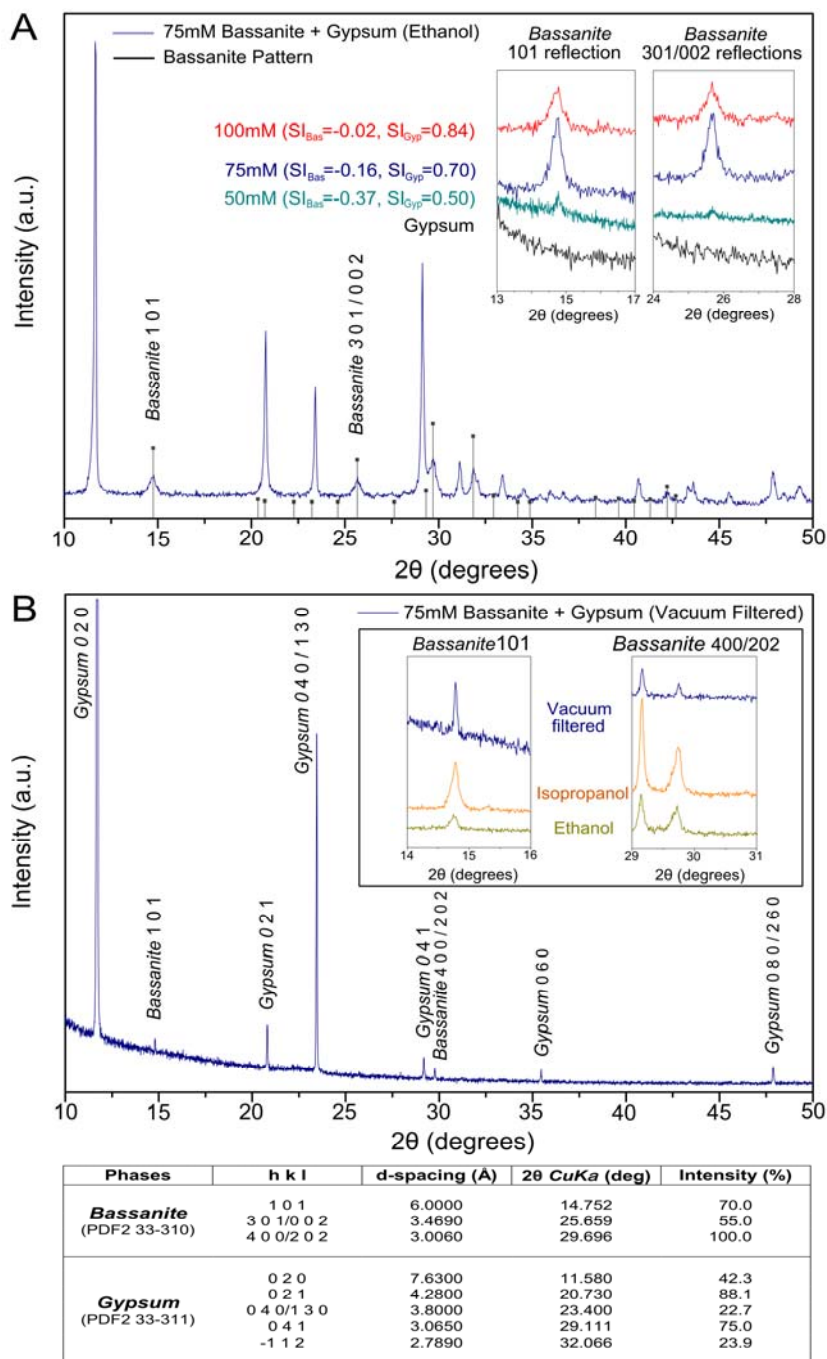 A
75mM Bassanite + Gypsum (Ethanol)
Bassanite Pattern
Bassanite
101 reflection
Bassanite
301/002 reflections
100mM (SIBas=-0.02, SIGyp=0.84)
75mM (SIBas=-0.16, SIGyp=0.70)
50mM (SIBas=-0.37, SIGyp=0.50)
Gypsum
13 15 17
2θ (degrees)
24 26 28
2θ (degrees)
Intensity (a.u.)
Bassanite 1 0 1
Bassanite 3 0 1 / 0 0 2
10 15 20 25 30 35 40 45 50
2θ (degrees)
B
75mM Bassanite + Gypsum (Vacuum Filtered)
Bassanite 101
Bassanite 400/202
Vacuum
filtered
Isopropanol
Ethanol
14 15 16
2θ (degrees)
29 30 31
2θ (degrees)
Intensity (a.u.)
Gypsum 0 2 0
Bassanite 1 0 1
Gypsum 0 2 1
Gypsum 0 4 0 / 1 3 0
Gypsum 0 4 1
Bassanite 4 0 0 / 2 0 2
Gypsum 0 6 0
Gypsum 0 8 0 / 2 6 0
10 15 20 25 30 35 40 45 50
2θ (degrees)
Phases h k l d-spacing (Å) 2θ CuKa (deg) Intensity (%)
Bassanite
(PDF2 33-310)
1 0 1 6.0000 14.752 70.0
3 0 1/0 0 2 3.4690 25.659 55.0
4 0 0/2 0 2 3.0060 29.696 100.0
Gypsum
(PDF2 33-311)
0 2 0 7.6300 11.580 42.3
0 2 1 4.2800 20.730 88.1
0 4 0/1 3 0 3.8000 23.400 22.7
0 4 1 3.0650 29.111 75.0
-1 1 2 2.7890 32.066 23.9